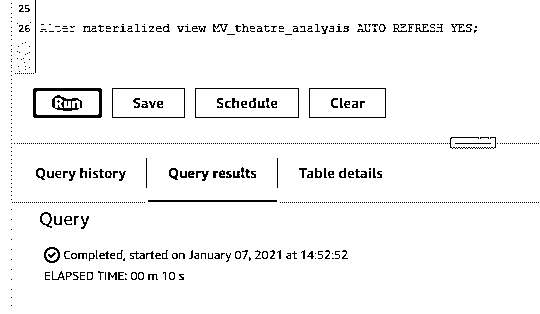 25
26 Alter materialized view MV_theatre_analysis AUTO REFRESH YES;
Run Save Schedule Clear
Query history Query results Table details
Query
Completed, started on January 07, 2021 at 14:52:52
ELAPSED TIME: 00 m 10 s